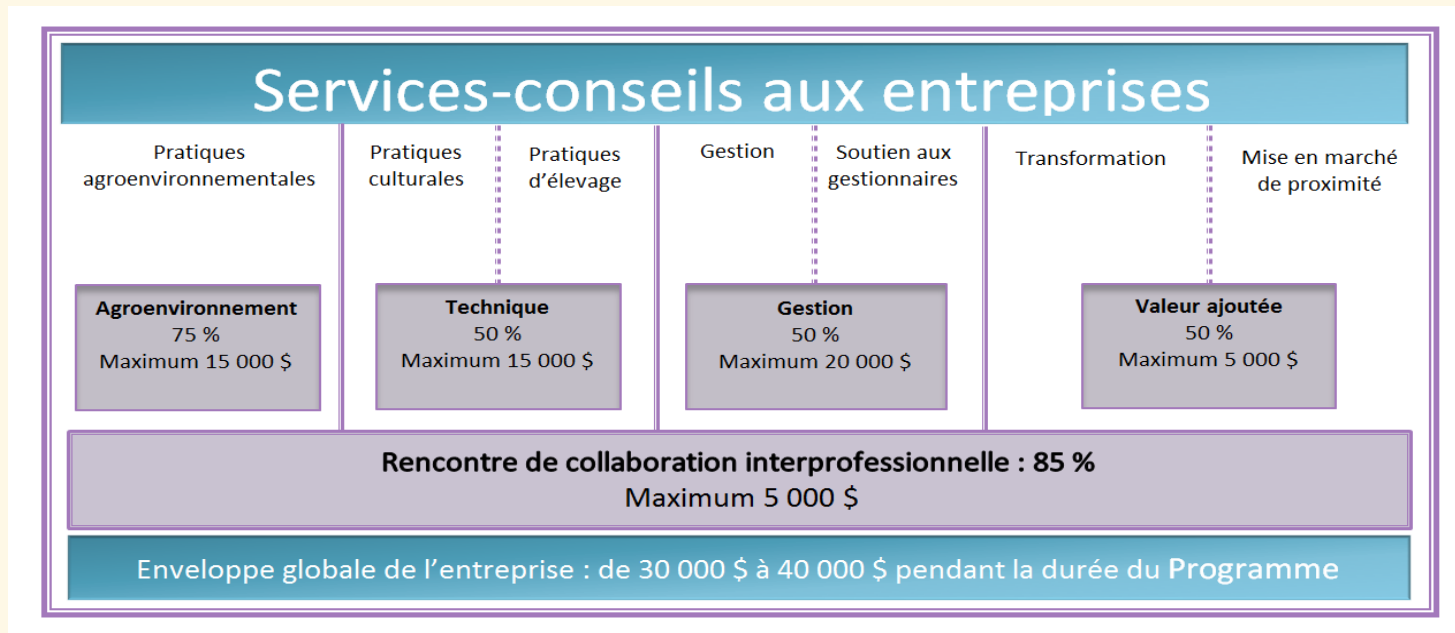 Services-conseils aux entreprises
Pratiques
agroenvironnementales
Pratiques
culturales
Pratiques
d'élevage
Gestion
Soutien aux
gestionnaires
Transformation
Mise en marché
de proximité
Agroenvironnement
75 %
Maximum 15 000 $
Technique
50 %
Maximum 15 000 $
Gestion
50 %
Maximum 20 000 $
Valeur ajoutée
50 %
Maximum 5 000 $
Rencontre de collaboration interprofessionnelle : 85 %
Maximum 5 000 $
Enveloppe globale de l'entreprise : de 30 000 $ à 40 000 $ pendant la durée du Programme